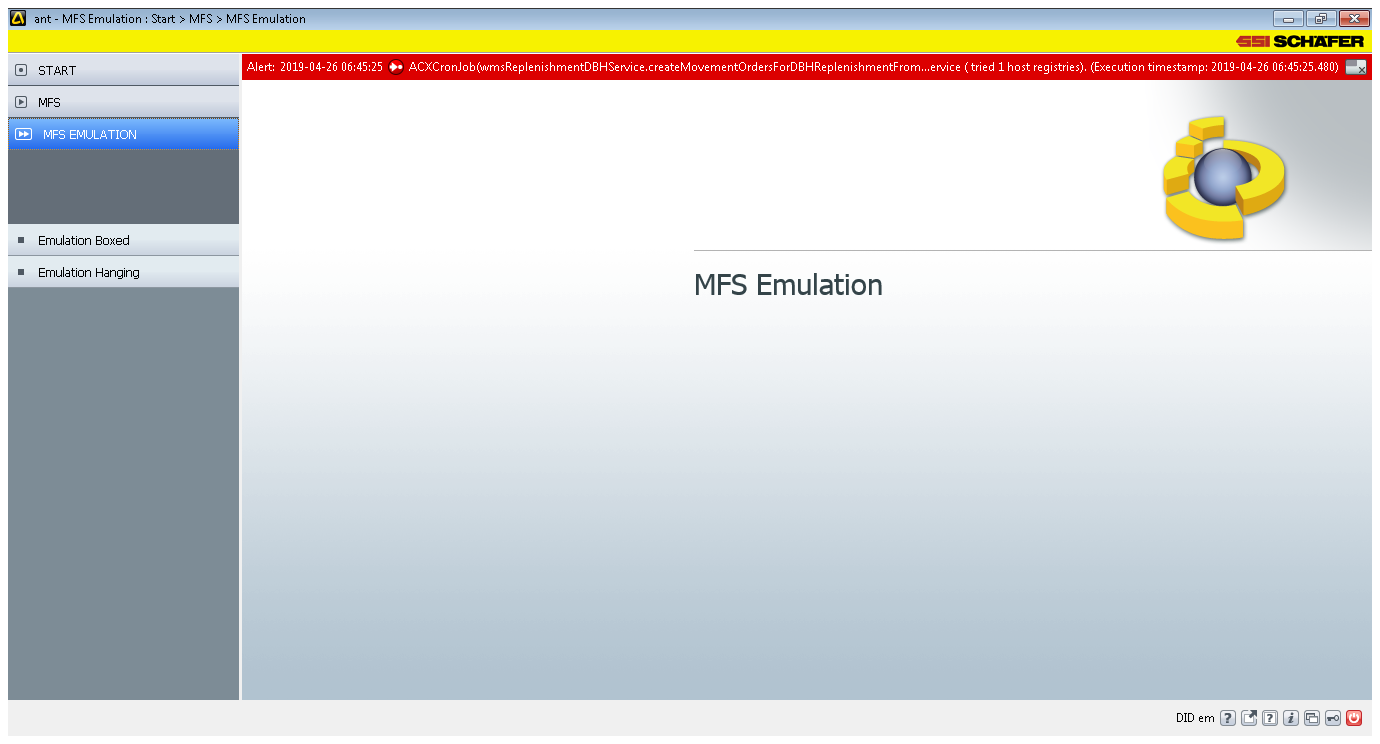 ant - MFS Emulation : Start > MFS > MFS Emulation
SSI SCHÄFER
START
MFS
MFS EMULATION
Emulation Boxed
Emulation Hanging
Alert: 2019-04-26 06:45:25 ACXCronJob(wmsReplenishmentDBHService.createMovementOrdersForDBHReplenishmentFrom...ervice ( tried 1 host registries). (Execution timestamp: 2019-04-26 06:45:25.480)
MFS Emulation
DID em